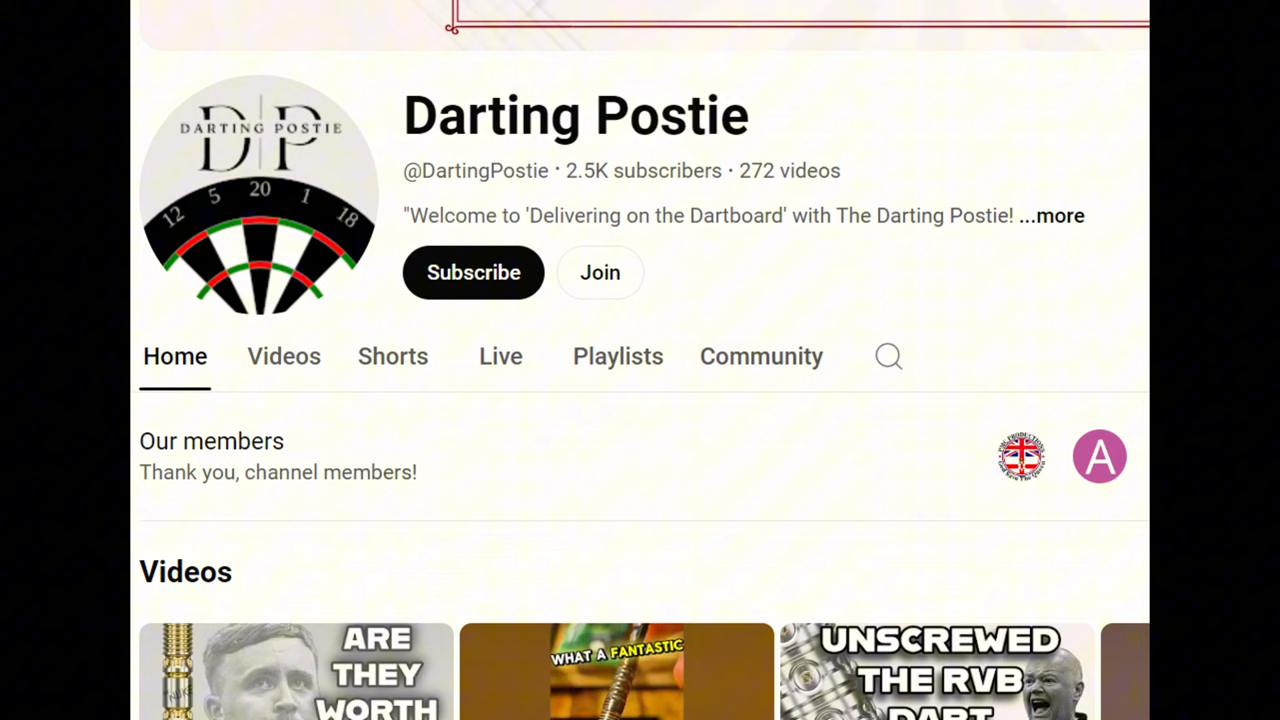 D P
DARTING POSTIE
12 5 20 1 18
Darting Postie
@DartingPostie · 2.5K subscribers · 272 videos
"Welcome to 'Delivering on the Dartboard' with The Darting Postie! ...more
Subscribe
Join
Home
Videos
Shorts
Live
Playlists
Community
Our members
Thank you, channel members!
A
Videos
ARE
THEY
WORTH
WHAT A FANTASTIC
UNSCREWED
THE RVB
DART